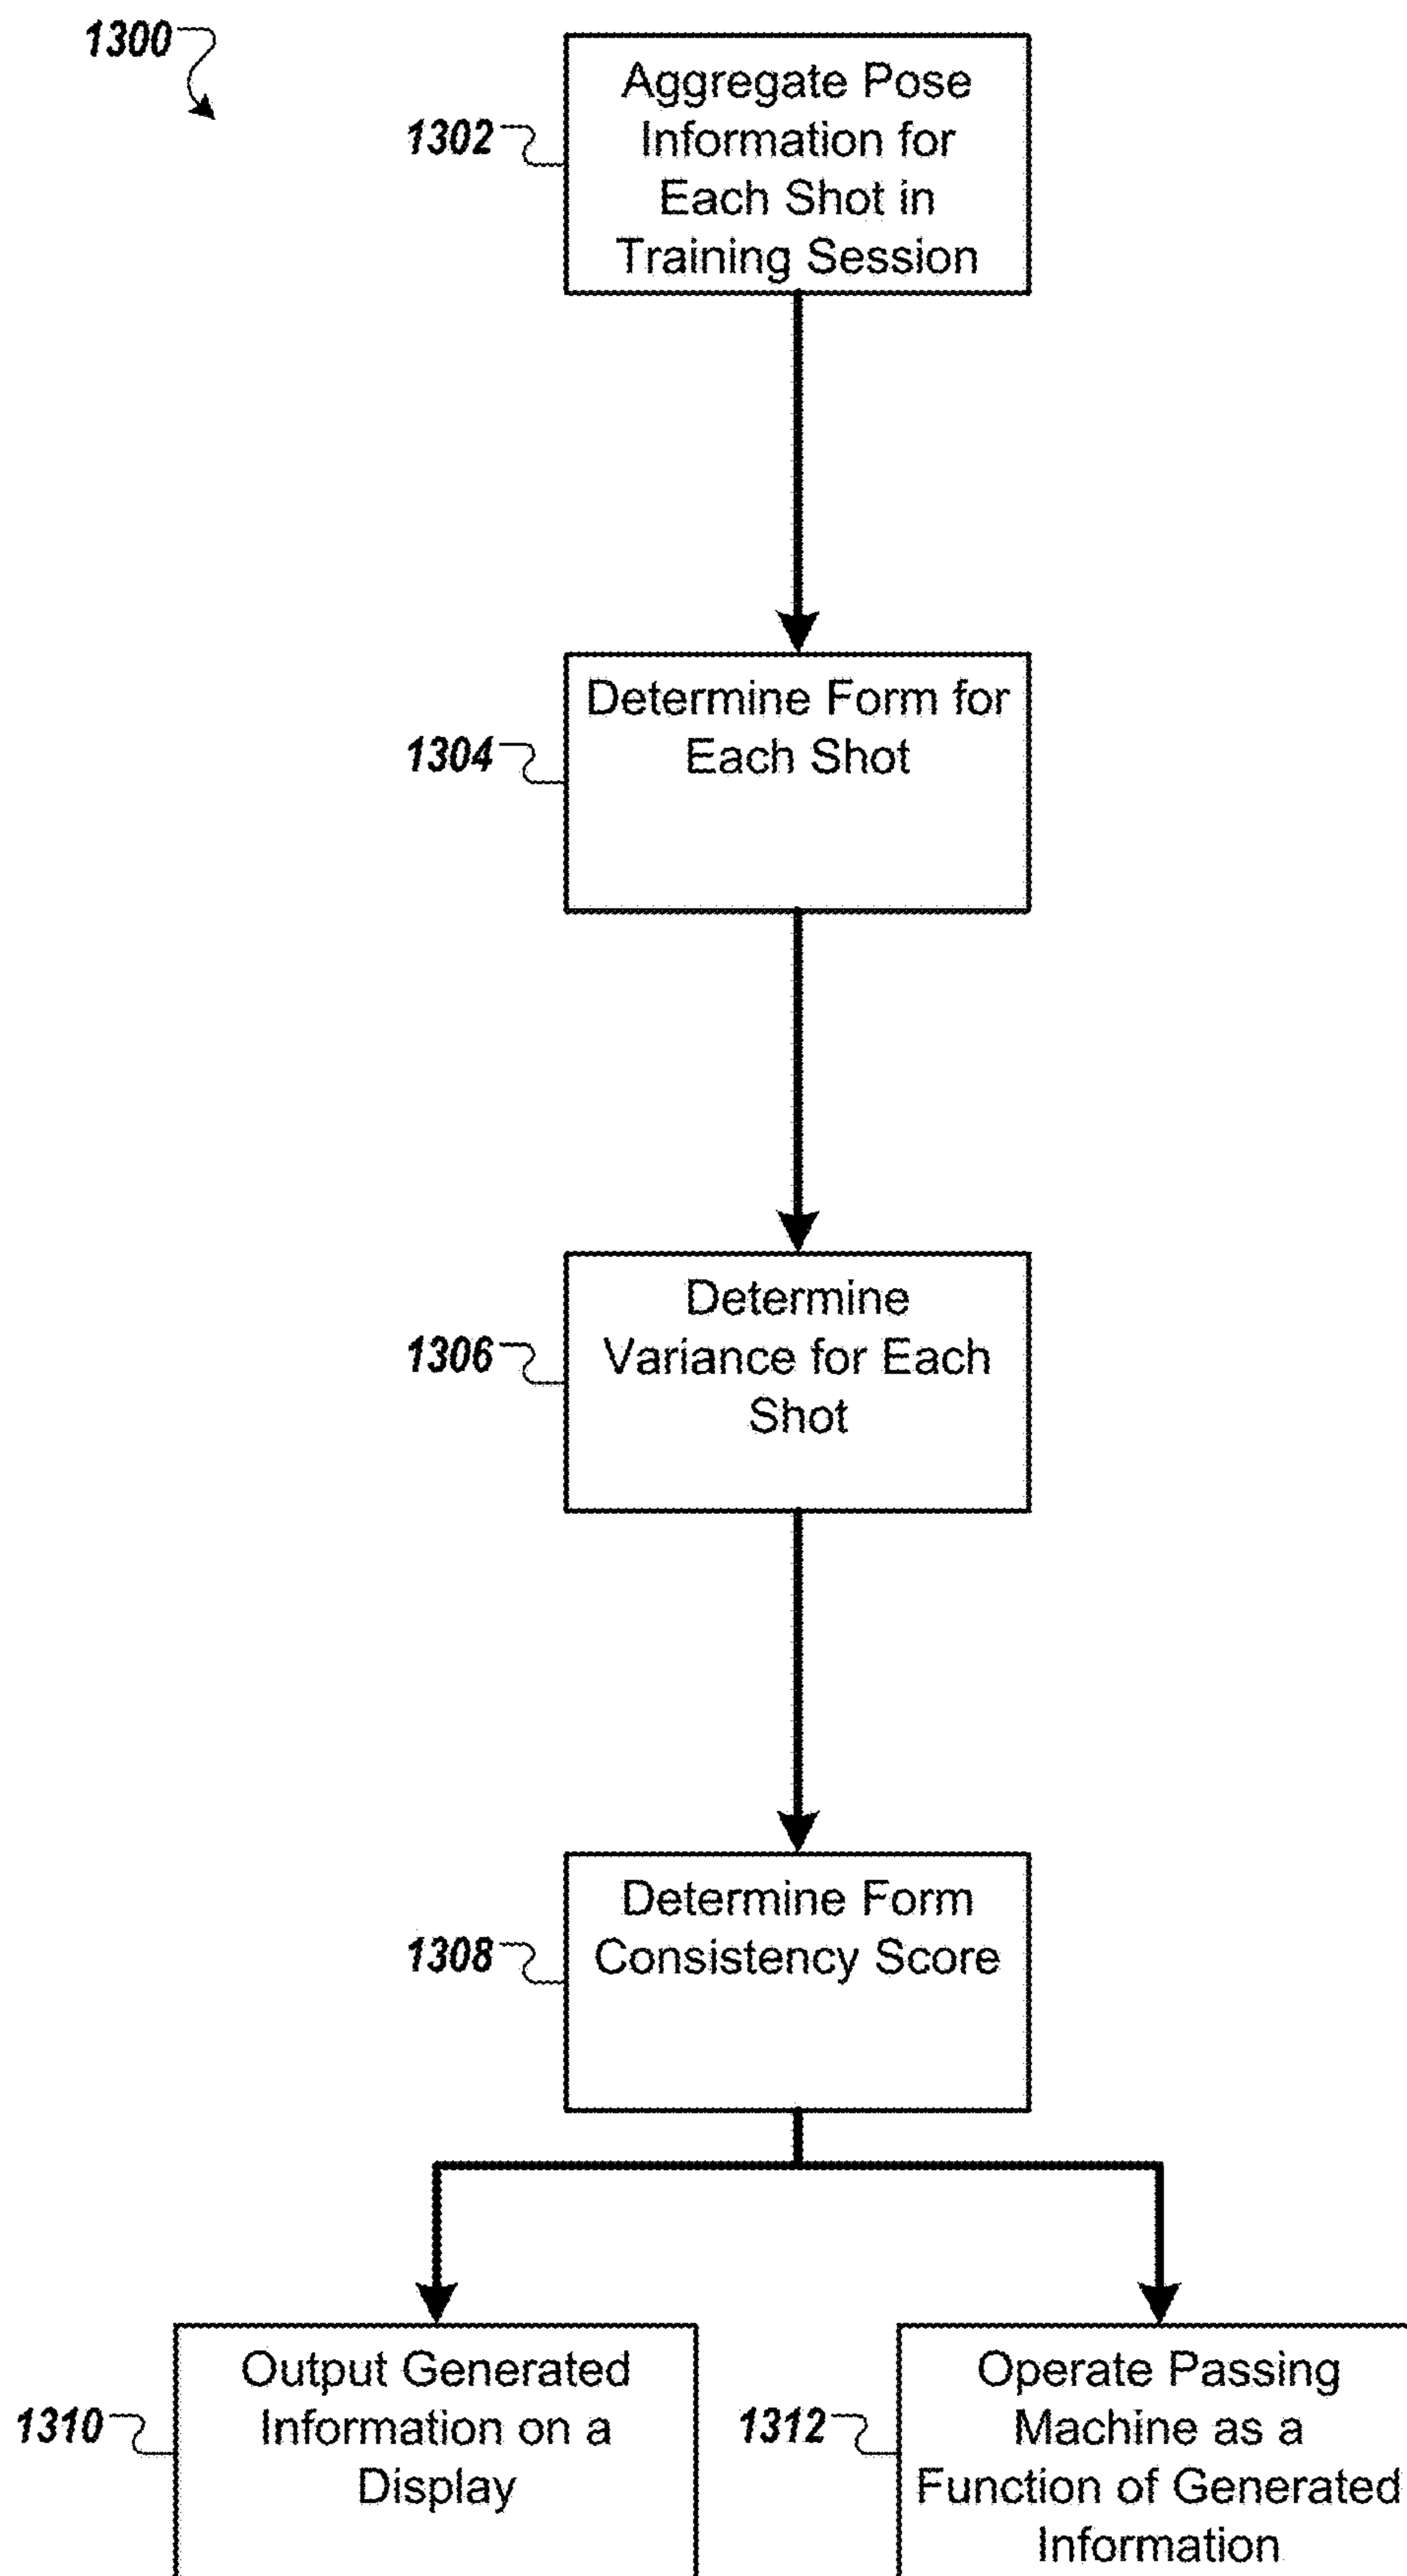 1300
1302
Aggregate Pose
Information for
Each Shot in
Training Session
1304
Determine Form for
Each Shot
1306
Determine
Variance for Each
Shot
1308
Determine Form
Consistency Score
1310
Output Generated
Information on a
Display
1312
Operate Passing
Machine as a
Function of Generated
Information